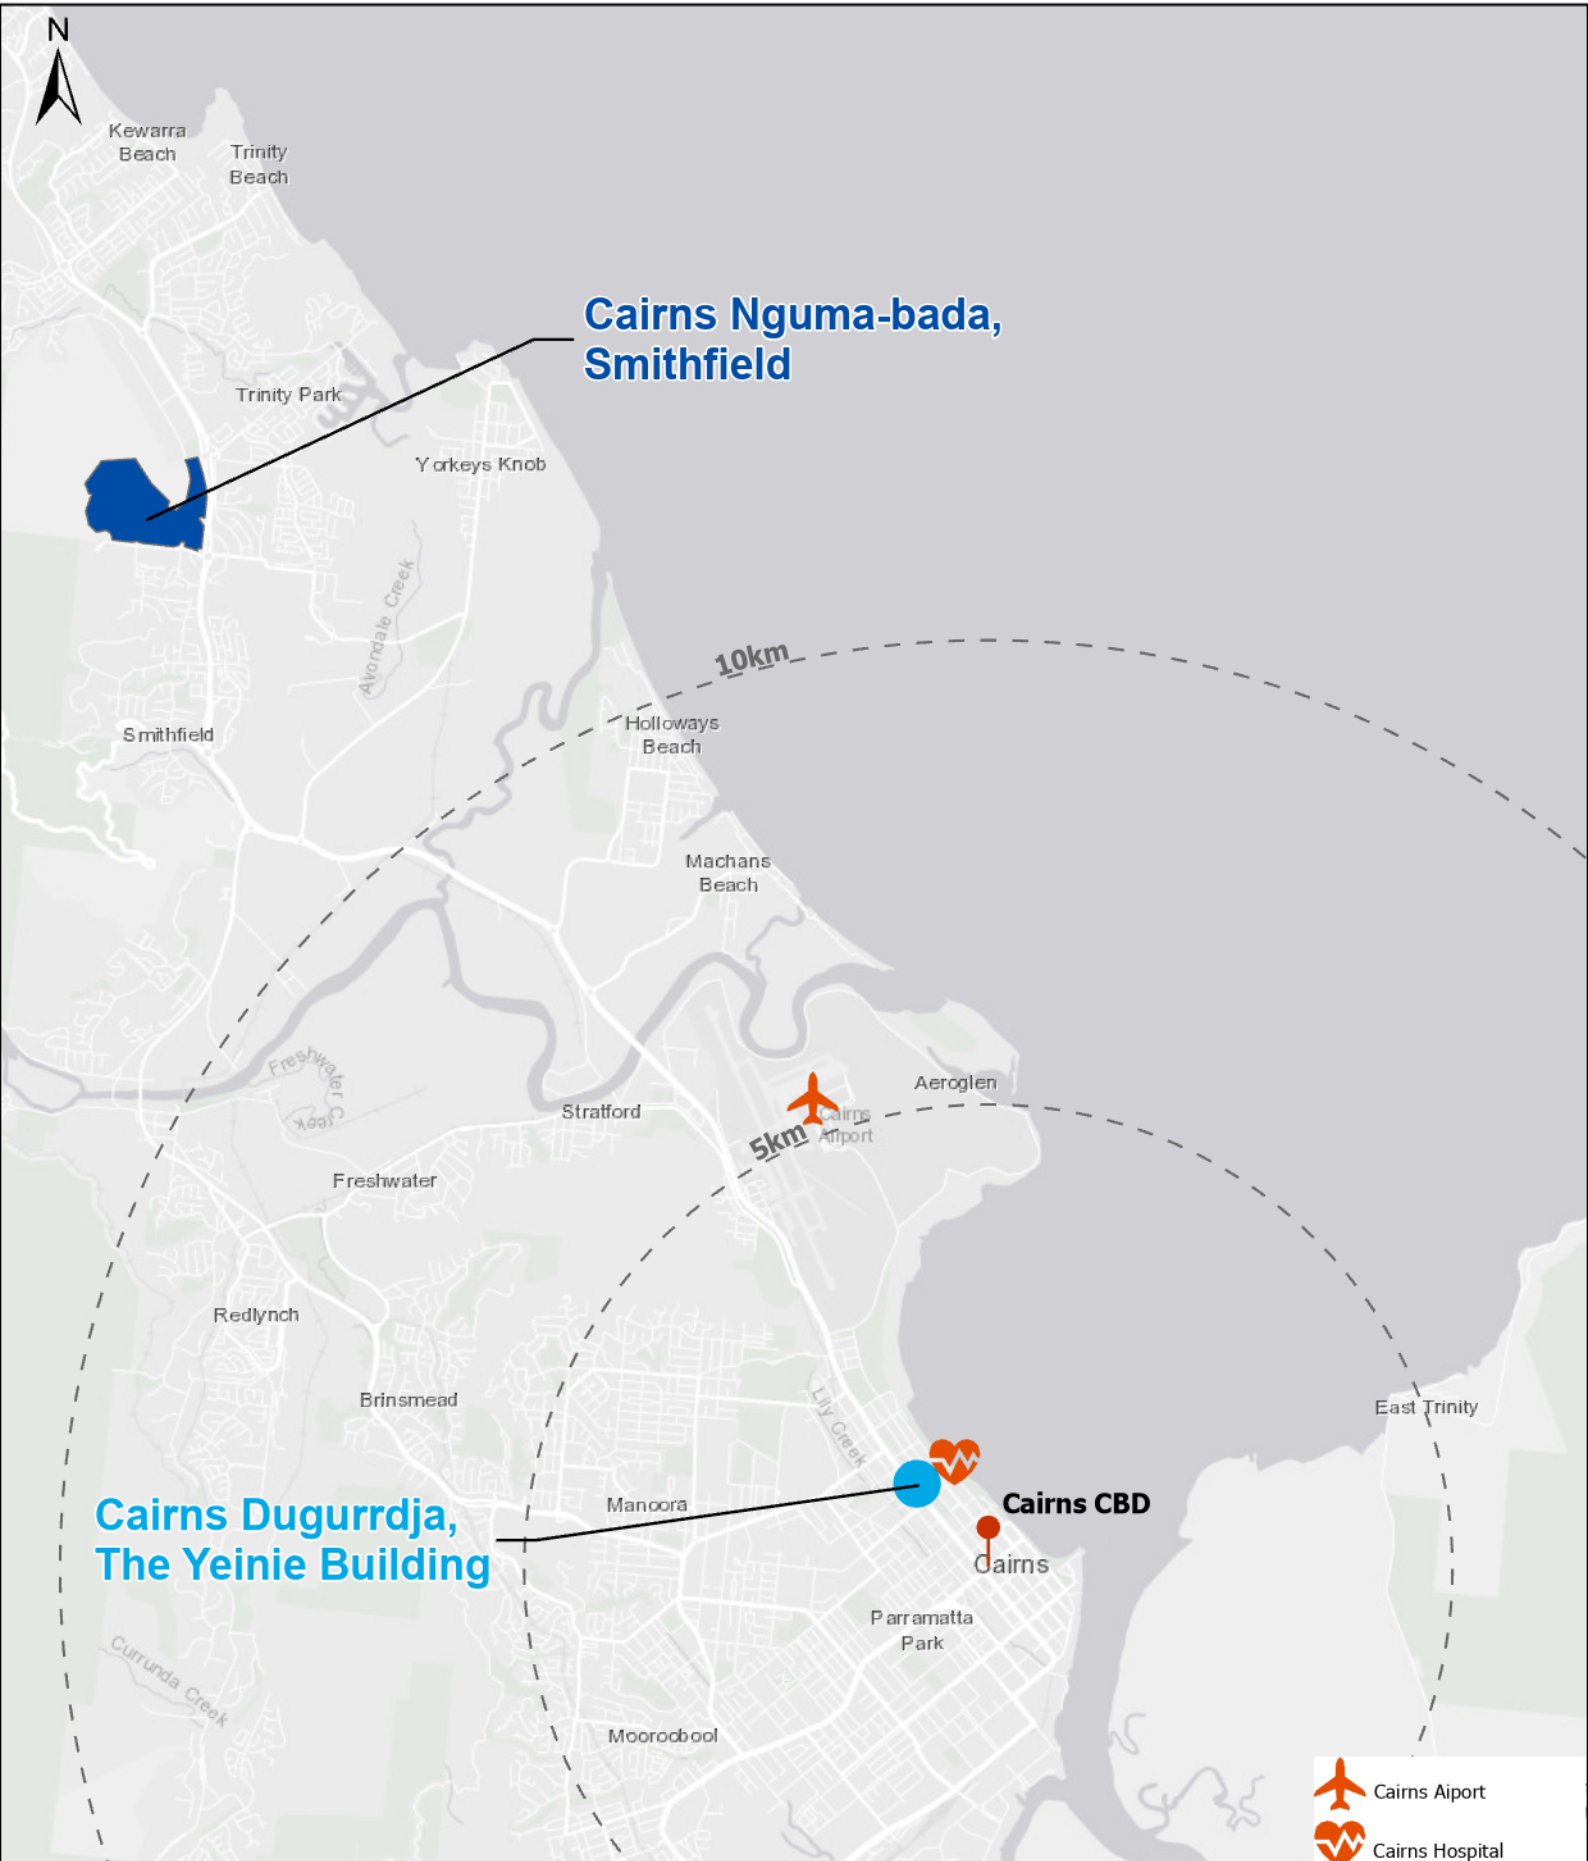 N
Kewarra
Beach
Trinity
Beach
Cairns Nguma-bada,
Smithfield
Trinity Park
Yorkeys Knob
Avondale Creek
10km
Smithfield
Holloways
Beach
Machans
Beach
Freshwater Creek
Aeroglen
Stratford
Cairns
Airport
5km
Freshwater
Redlynch
Brinsmead
Lily Creek
East Trinity
Manoora
Cairns CBD
Cairns Dugurrdja,
The Yeinie Building
Cairns
Parramatta
Park
Currunda Creek
Mooroobool
Cairns Aiport
Cairns Hospital